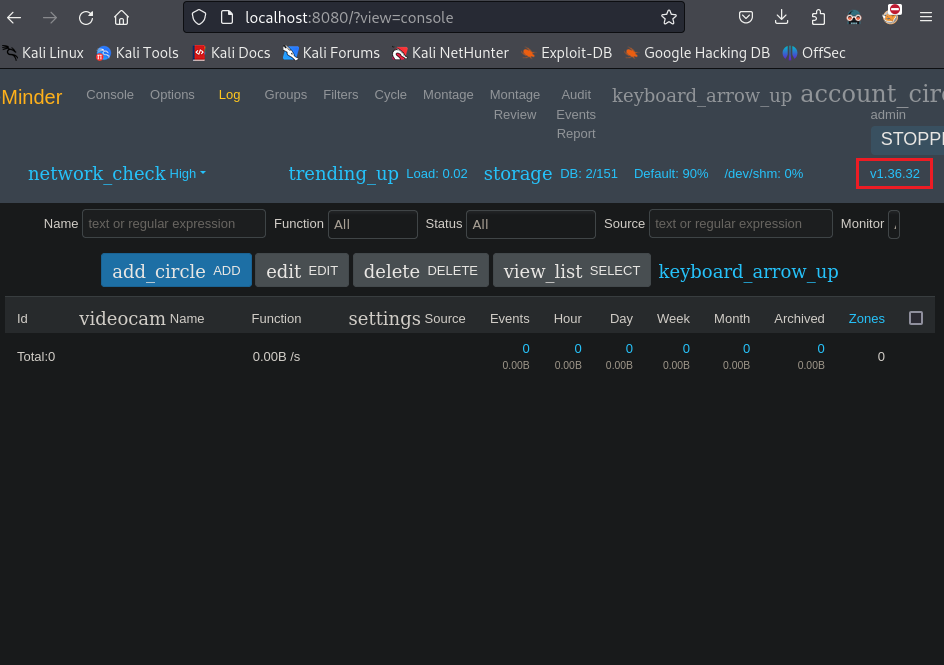 localhost:8080/?view=console
Kali Linux Kali Tools Kali Docs Kali Forums Kali NetHunter Exploit-DB Google Hacking DB OffSec
Minder Console Options Log Groups Filters Cycle Montage Montage Audit keyboard_arrow_up account_circ
Review Events admin
Report STOPP
network_check High trending_up Load: 0.02 storage DB: 2/151 Default: 90% /dev/shm: 0% v1.36.32
Name text or regular expression Function All Status All Source text or regular expression Monitor
add_circle ADD edit EDIT delete DELETE view_list SELECT keyboard_arrow_up
Id videocam Name Function settings Source Events Hour Day Week Month Archived Zones
Total:0 0.00B /s 0 0 0 0 0 0 0
0.00B 0.00B 0.00B 0.00B 0.00B 0.00B